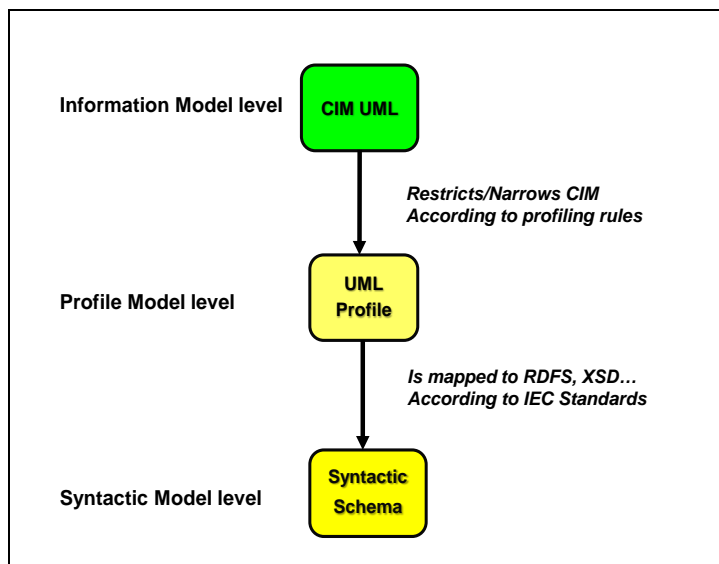 Information Model level
CIM UML
Restricts/Narrows CIM
According to profiling rules
Profile Model level
UML
Profile
Is mapped to RDFS, XSD…
According to IEC Standards
Syntactic Model level
Syntactic
Schema